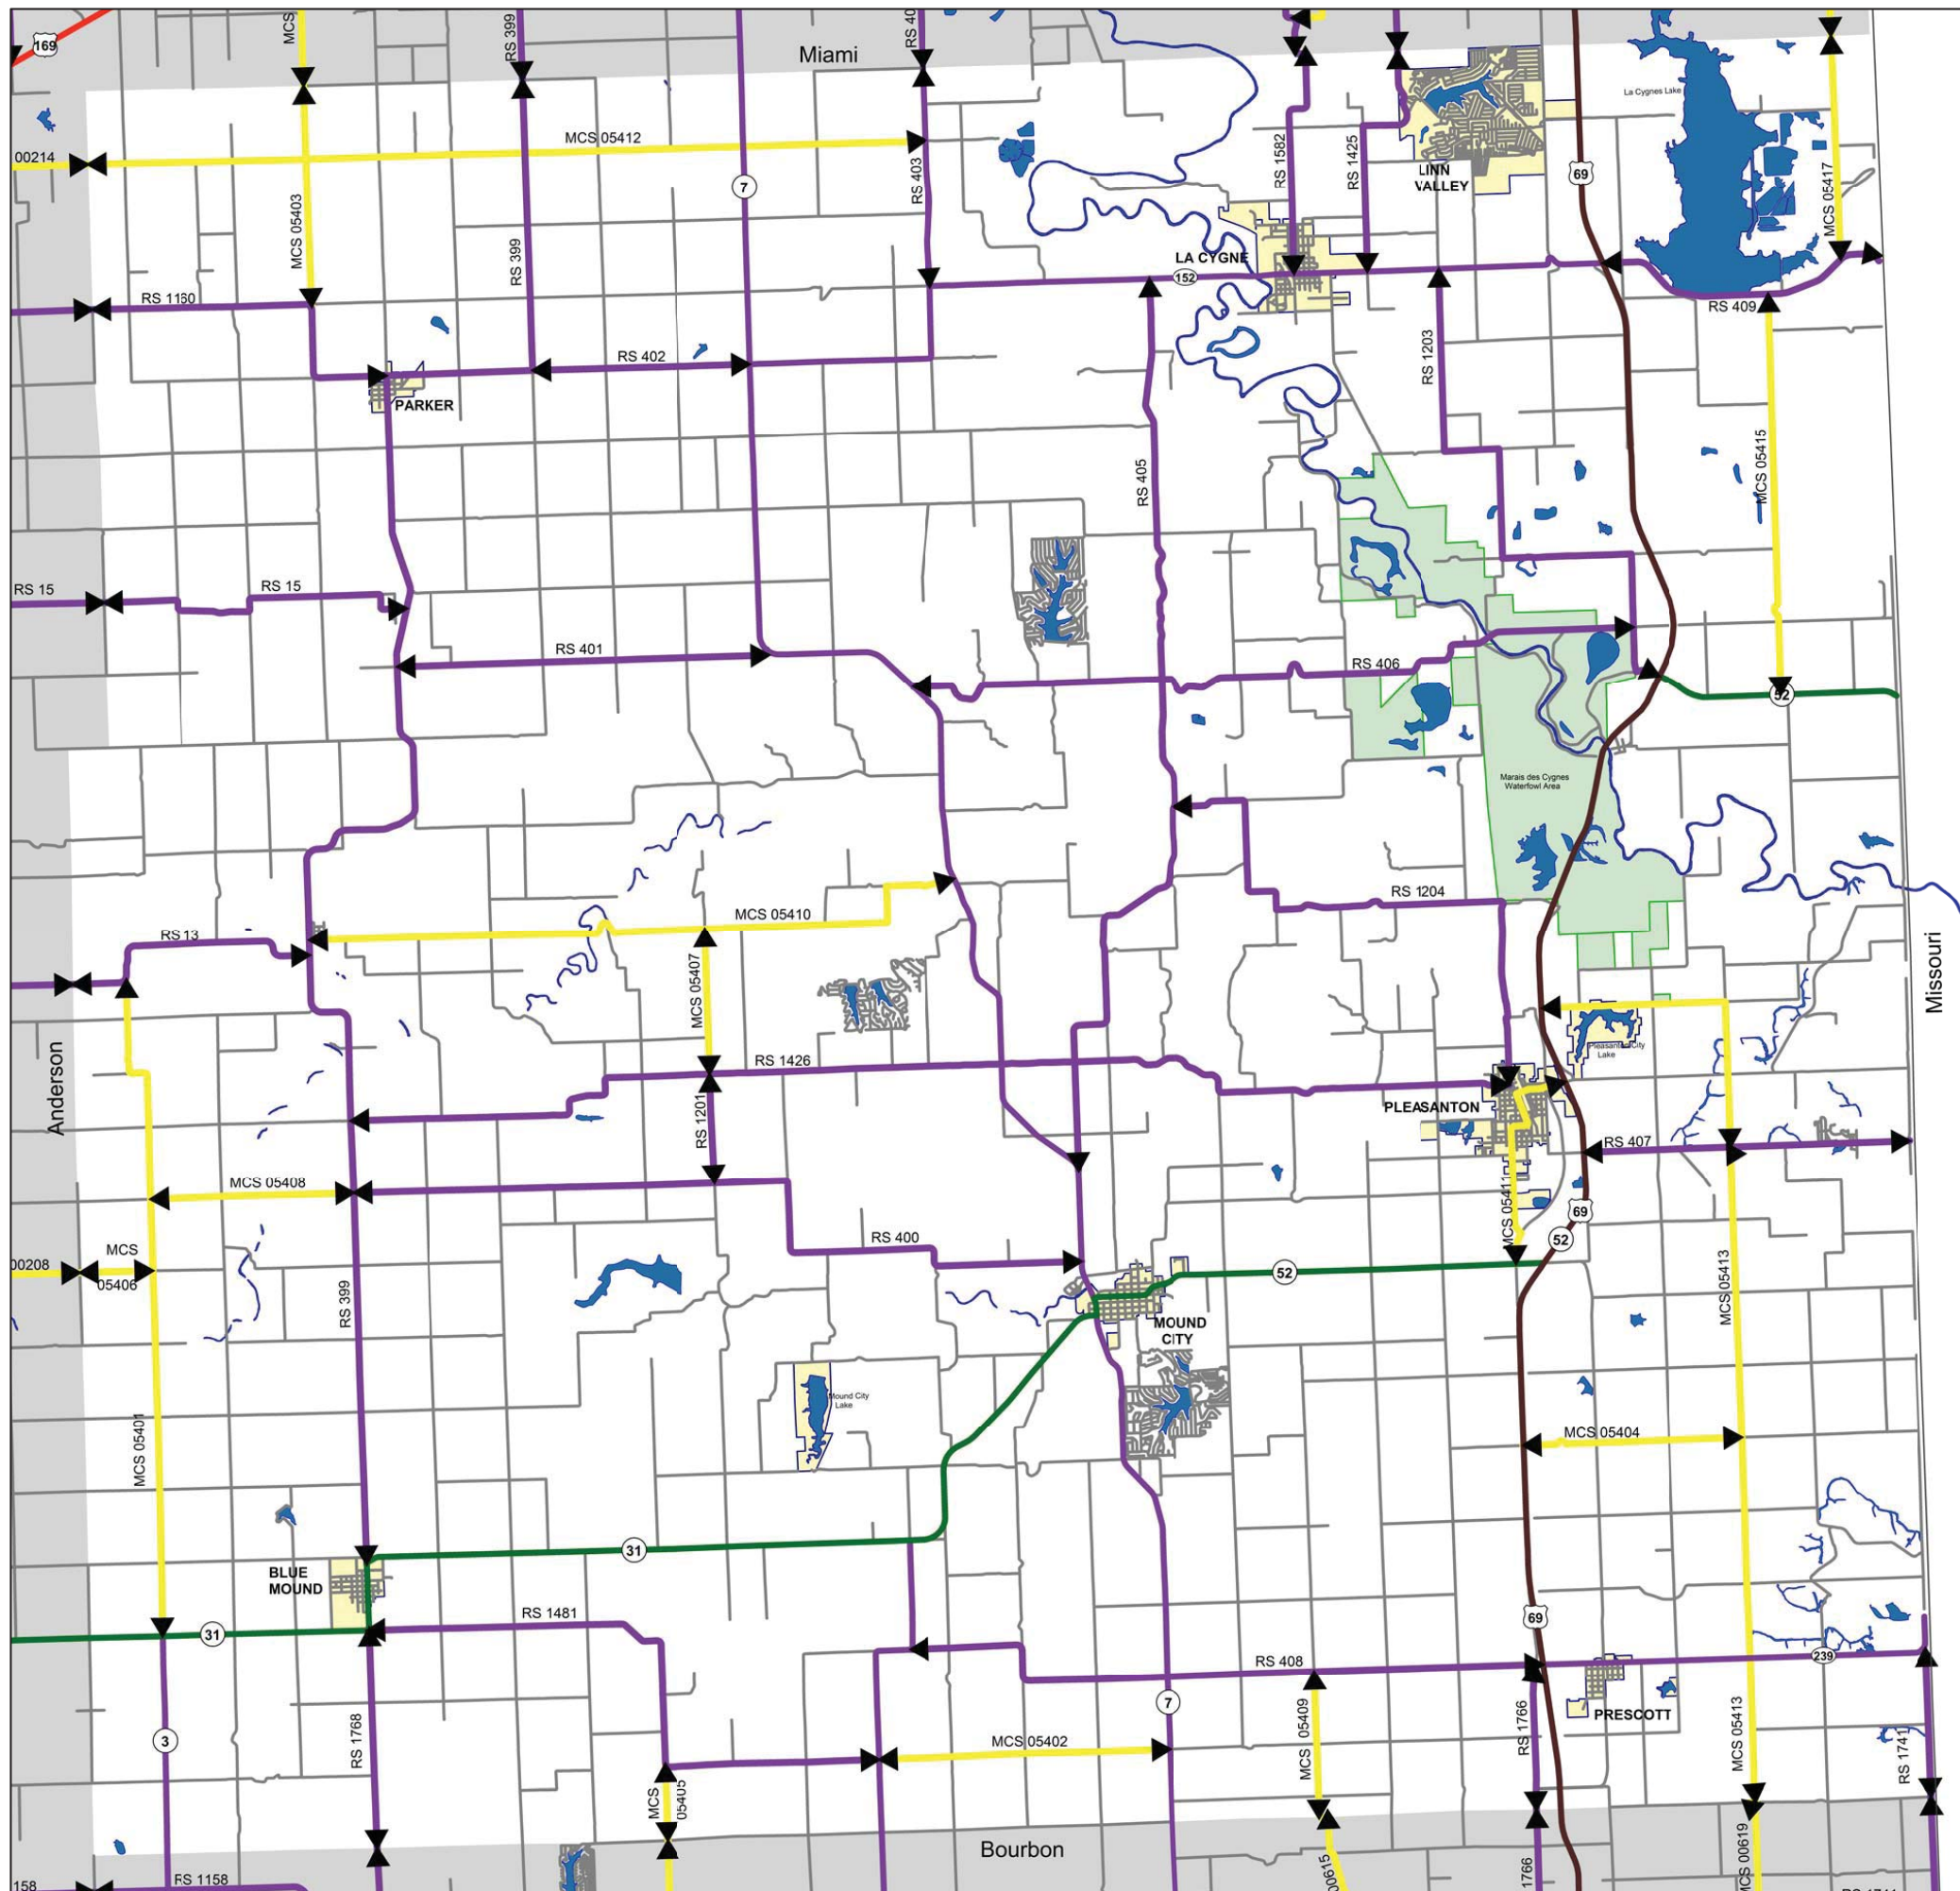 169
MCS
RS 399
Miami
RS 40
La Cygnes Lake
00214
MCS 05412
7
RS 403
RS 1582
RS 1425
LINN
VALLEY
69
MCS 05417
MCS 05403
RS 399
LA CYGNE
152
RS 1160
RS 409
RS 402
RS 1203
PARKER
RS 405
MCS 05415
RS 15
RS 15
RS 401
RS 406
52
Marais des Cygnes
Waterfowl Area
RS 1204
MCS 05410
RS 13
MCS 05407
Missouri
Anderson
Pleasanton City
Lake
RS 1426
RS 1201
PLEASANTON
RS 407
MCS 05408
MCS 05411
69
52
RS 400
MCS
05406
00208
52
MCS 05413
RS 399
MOUND
CITY
Mound City
Lake
MCS 05401
MCS 05404
31
BLUE
MOUND
RS 1481
31
69
RS 408
239
7
MCS 05409
RS 1766
PRESCOTT
MCS 05413
RS 1741
3
RS 1768
MCS 05402
MCS
05405
Bourbon
158
RS 1158
00615
1766
MCS 00619